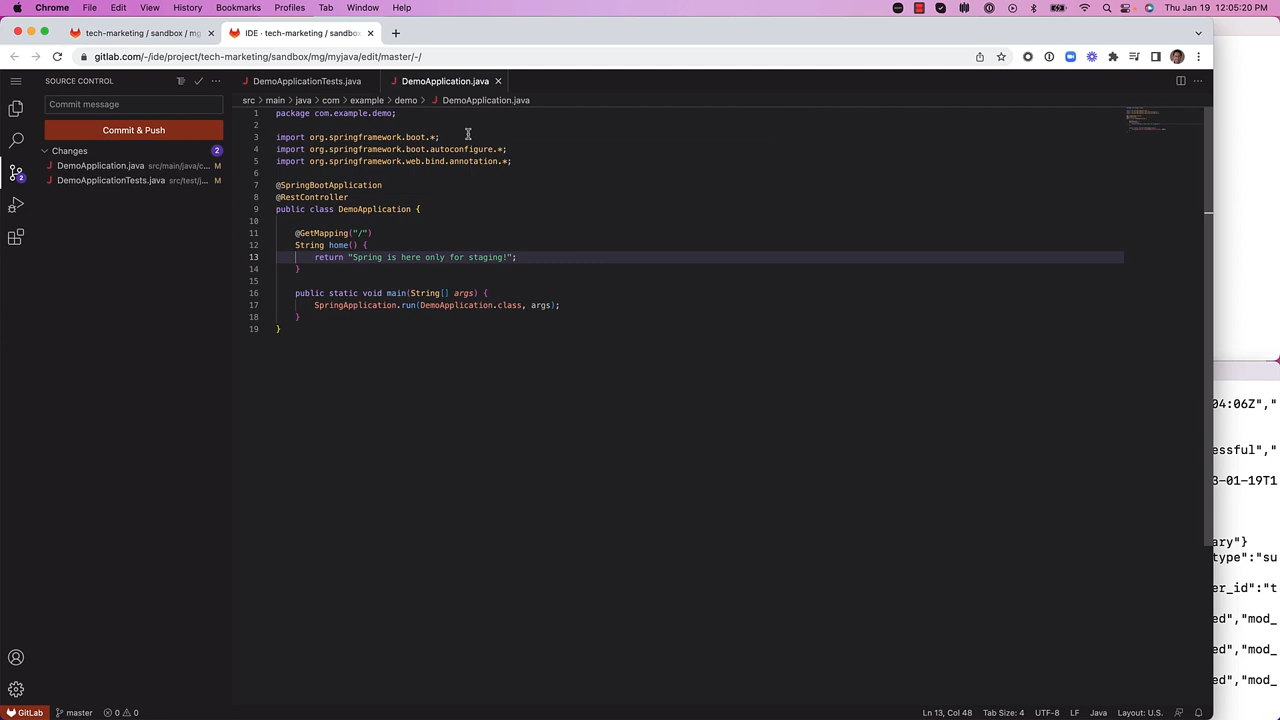 Chrome File Edit View History Bookmarks Profiles Tab Window Help Thu Jan 19 12:05:20 PM
tech-marketing / sandbox / mg
IDE · tech-marketing / sandbox
gitlab.com/-/ide/project/tech-marketing/sandbox/mg/myjava/edit/master/-/
SOURCE CONTROL
DemoApplicationTests.java
DemoApplication.java
Commit message
Commit & Push
Changes 2
DemoApplication.java src/main/java/c... M
DemoApplicationTests.java src/test/j... M
2
src > main > java > com > example > demo > DemoApplication.java
1 package com.example.demo;
2
3 import org.springframework.boot.*;
4 import org.springframework.boot.autoconfigure.*;
5 import org.springframework.web.bind.annotation.*;
6
7 @SpringBootApplication
8 @RestController
9 public class DemoApplication {
10
11 @GetMapping("/")
12 String home() {
13 return "Spring is here only for staging!";
14 }
15
16 public static void main(String[] args) {
17 SpringApplication.run(DemoApplication.class, args);
18 }
19 }
04:06Z","
essful","
3-01-19T1
ary"}
type":"su
er_id":"t
ed","mod_
ed","mod_
ed","mod_
GitLab master 0 0 Ln 13, Col 48 Tab Size: 4 UTF-8 LF Java Layout: U.S.